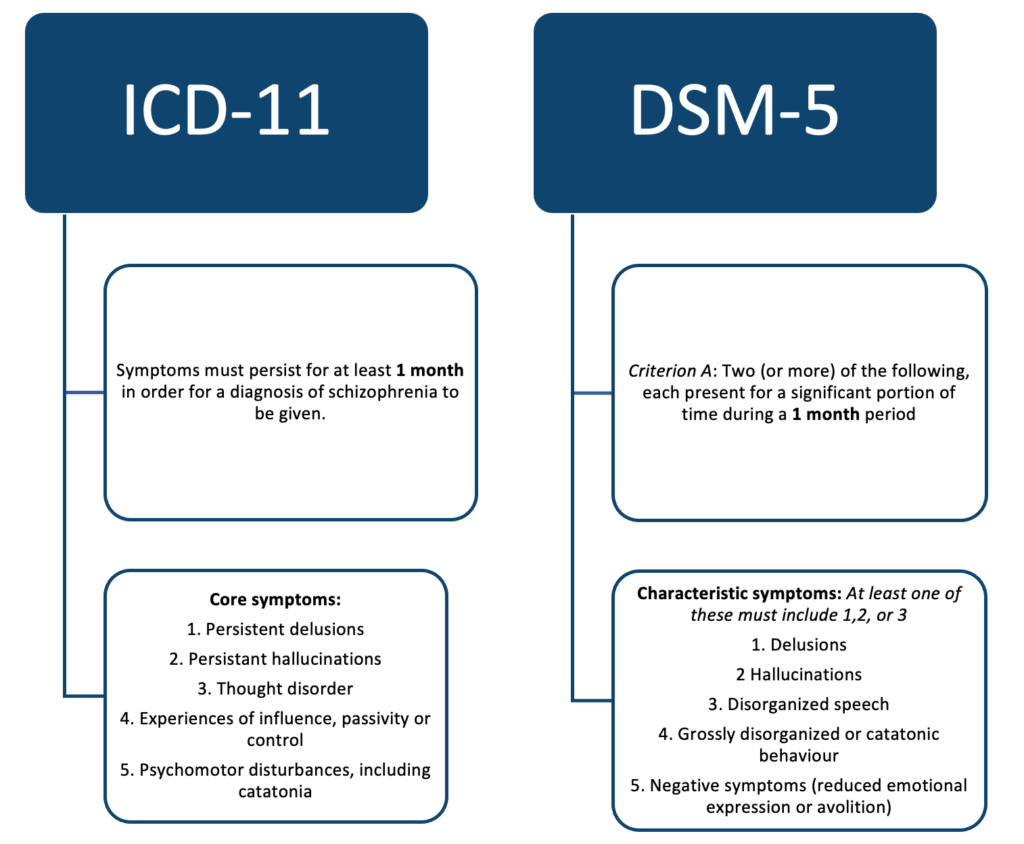 ICD-11
Symptoms must persist for at least 1 month
in order for a diagnosis of schizophrenia to
be given.
Core symptoms:
1. Persistent delusions
2. Persistant hallucinations
3. Thought disorder
4. Experiences of influence, passivity or
control
5. Psychomotor disturbances, including
catatonia
DSM-5
Criterion A: Two (or more) of the following,
each present for a significant portion of
time during a 1 month period
Characteristic symptoms: At least one of
these must include 1,2, or 3
1. Delusions
2 Hallucinations
3. Disorganized speech
4. Grossly disorganized or catatonic
behaviour
5. Negative symptoms (reduced emotional
expression or avolition)